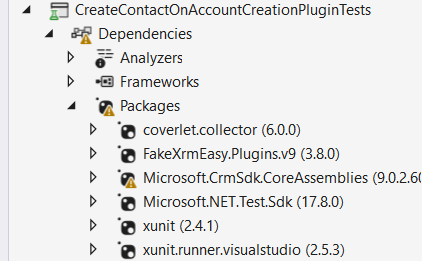 CreateContactOnAccountCreationPluginTests
Dependencies
Analyzers
Frameworks
Packages
coverlet.collector (6.0.0)
FakeXrmEasy.Plugins.v9 (3.8.0)
Microsoft.CrmSdk.CoreAssemblies (9.0.2.60
Microsoft.NET.Test.Sdk (17.8.0)
xunit (2.4.1)
xunit.runner.visualstudio (2.5.3)